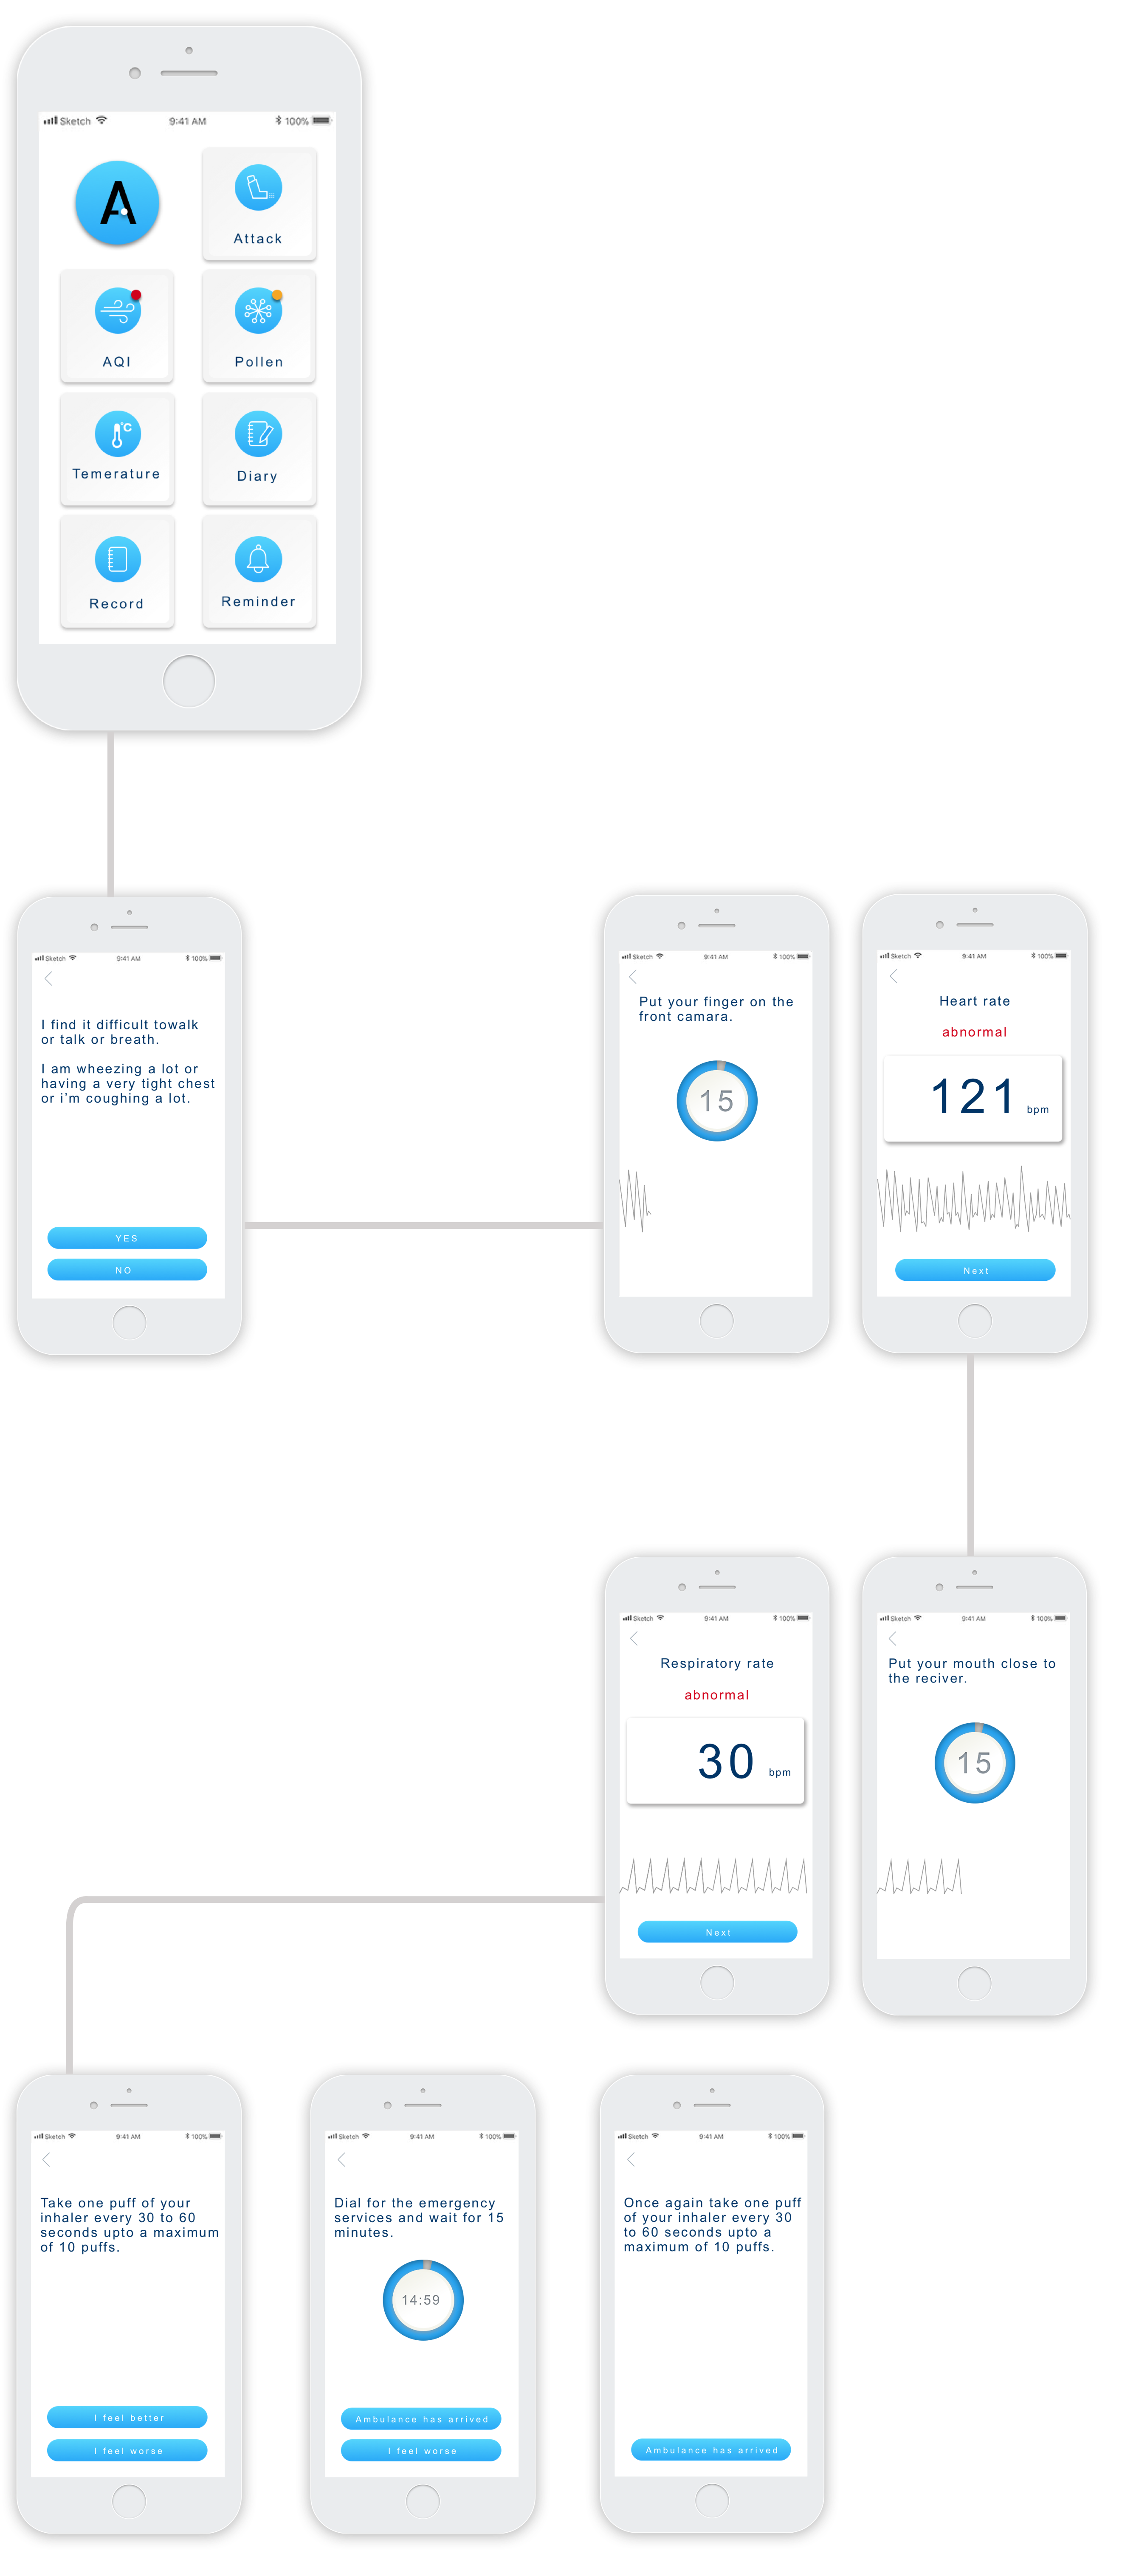 Sketch 9:41 AM 100%
A
Attack
AQI
Pollen
°C
Temerature
Diary
Record
Reminder
Sketch 9:41 AM 100%
I find it difficult towalk
or talk or breath.
I am wheezing a lot or
having a very tight chest
or i'm coughing a lot.
YES
NO
Sketch 9:41 AM 100%
Put your finger on the
front camara.
15
Sketch 9:41 AM 100%
Heart rate
abnormal
121 bpm
Next
Sketch 9:41 AM 100%
Respiratory rate
abnormal
30 bpm
Next
Sketch 9:41 AM 100%
Put your mouth close to
the reciver.
15
Sketch 9:41 AM 100%
Take one puff of your
inhaler every 30 to 60
seconds upto a maximum
of 10 puffs.
I feel better
I feel worse
Sketch 9:41 AM 100%
Dial for the emergency
services and wait for 15
minutes.
14:59
Ambulance has arrived
I feel worse
Sketch 9:41 AM 100%
Once again take one puff
of your inhaler every 30
to 60 seconds upto a
maximum of 10 puffs.
Ambulance has arrived